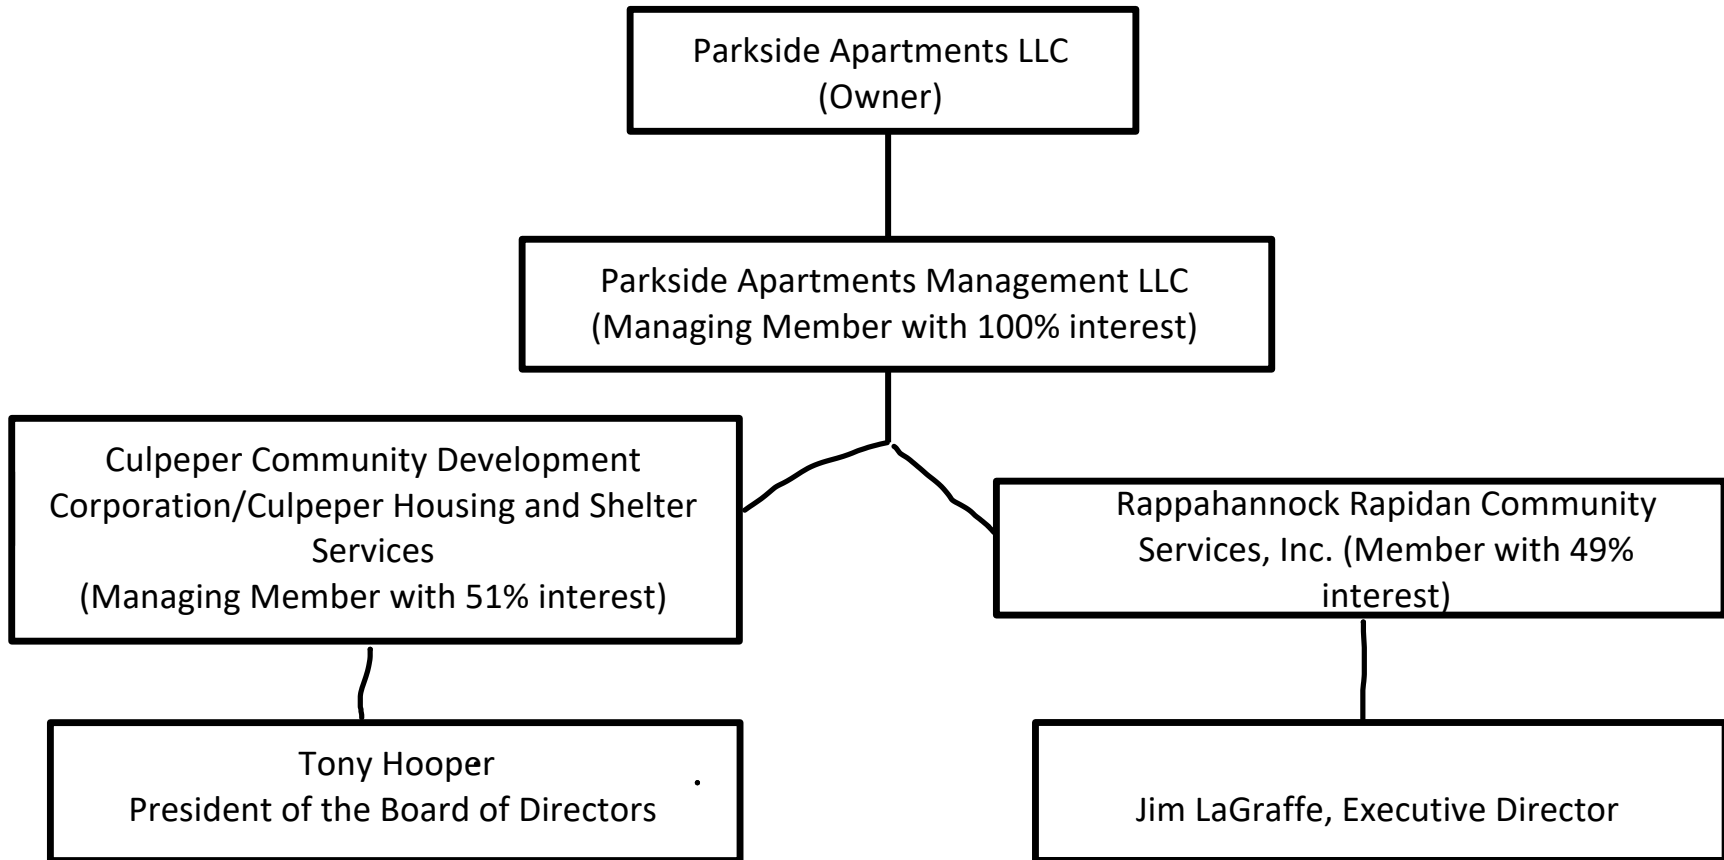 Parkside Apartments LLC
(Owner)
Parkside Apartments Management LLC
(Managing Member with 100% interest)
Culpeper Community Development
Corporation/Culpeper Housing and Shelter
Services
(Managing Member with 51% interest)
Rappahannock Rapidan Community
Services, Inc. (Member with 49%
interest)
Tony Hooper
President of the Board of Directors
Jim LaGraffe, Executive Director